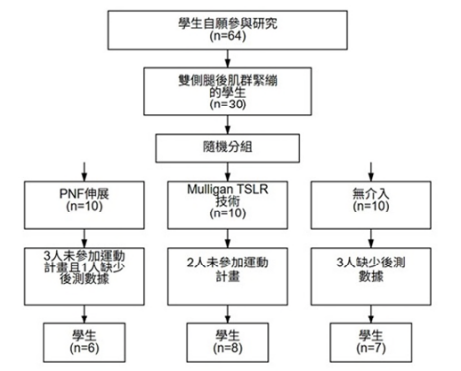 學生自願參與研究
(n=64)
雙側腿後肌群緊繃
的學生
(n=30)
隨機分組
PNF伸展
(n=10)
Mulligan TSLR
技術
(n=10)
無介入
(n=10)
3人未參加運動
計畫且1人缺少
後測數據
2人未參加運動
計畫
3人缺少後測
數據
學生
(n=6)
學生
(n=8)
學生
(n=7)